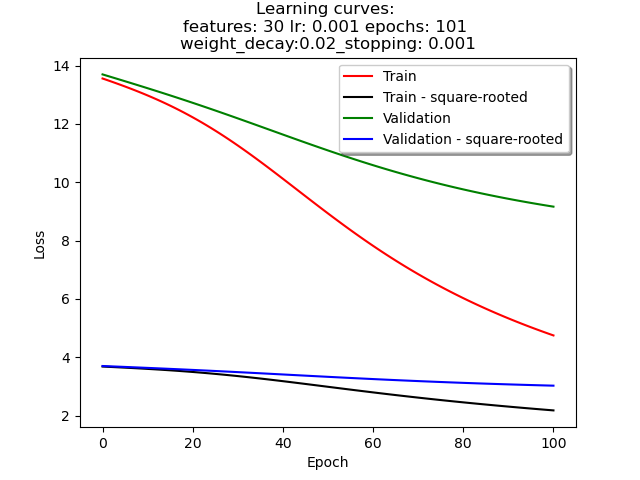 Learning curves:
features: 30 lr: 0.001 epochs: 101
weight_decay:0.02_stopping: 0.001
Train
Train - square-rooted
Validation
Validation - square-rooted
14
12
10
8
6
4
2
Loss
0
20
40
60
80
100
Epoch